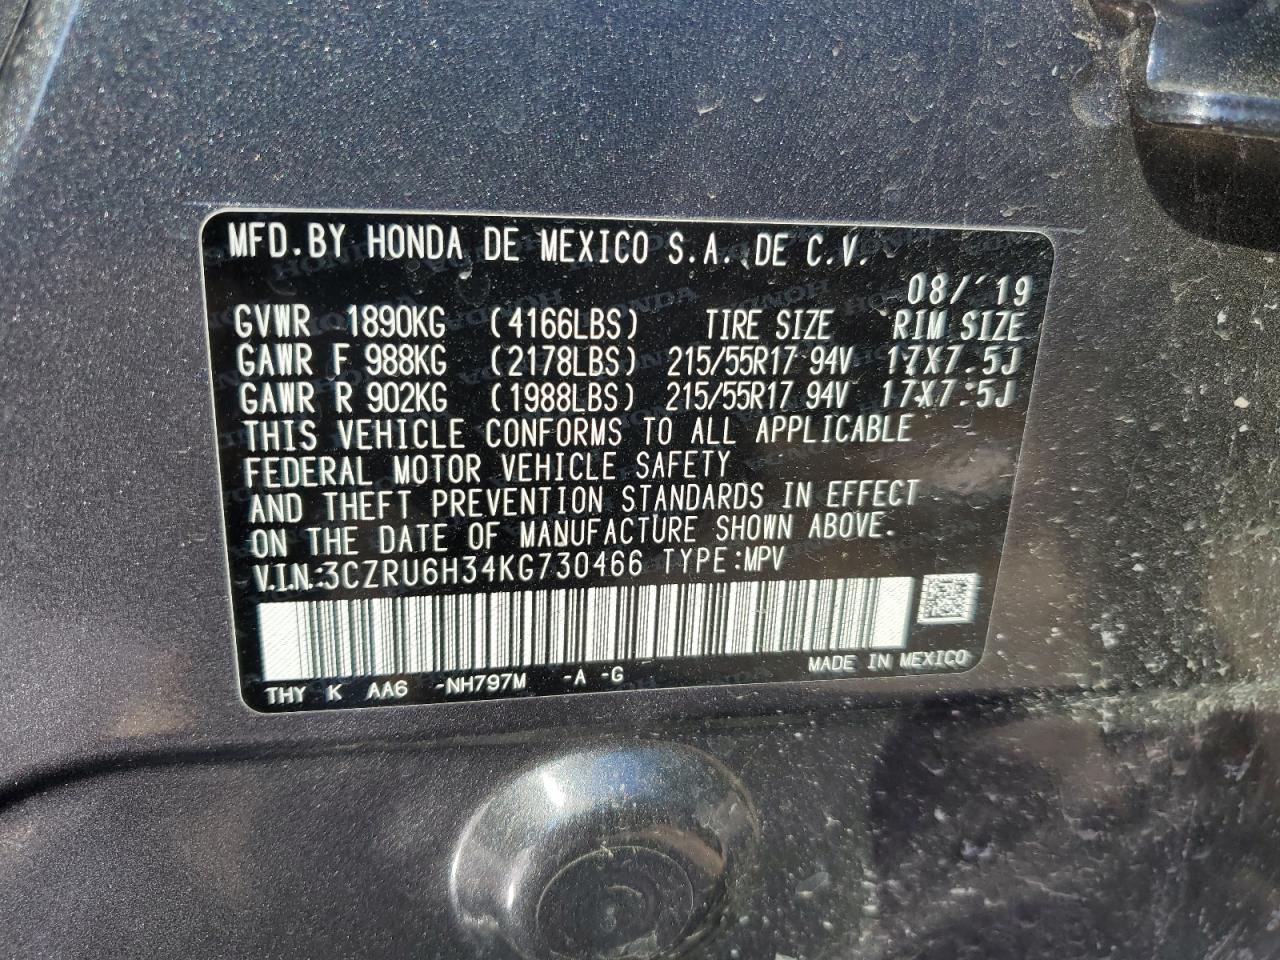 MFD.BY HONDA DE MEXICO S.A. DE C.V.
08/'19
GVWR 1890KG (4166LBS) TIRE SIZE RIM SIZE
GAWR F 988KG (2178LBS) 215/55R17 94V 17X7.5J
GAWR R 902KG (1988LBS) 215/55R17 94V 17X7.5J
THIS VEHICLE CONFORMS TO ALL APPLICABLE
FEDERAL MOTOR VEHICLE SAFETY
AND THEFT PREVENTION STANDARDS IN EFFECT
ON THE DATE OF MANUFACTURE SHOWN ABOVE.
V.I.N.:3CZRU6H34KG730466 TYPE:MPV
MADE IN MEXICO
THY K AA6 -NH797M -A -G